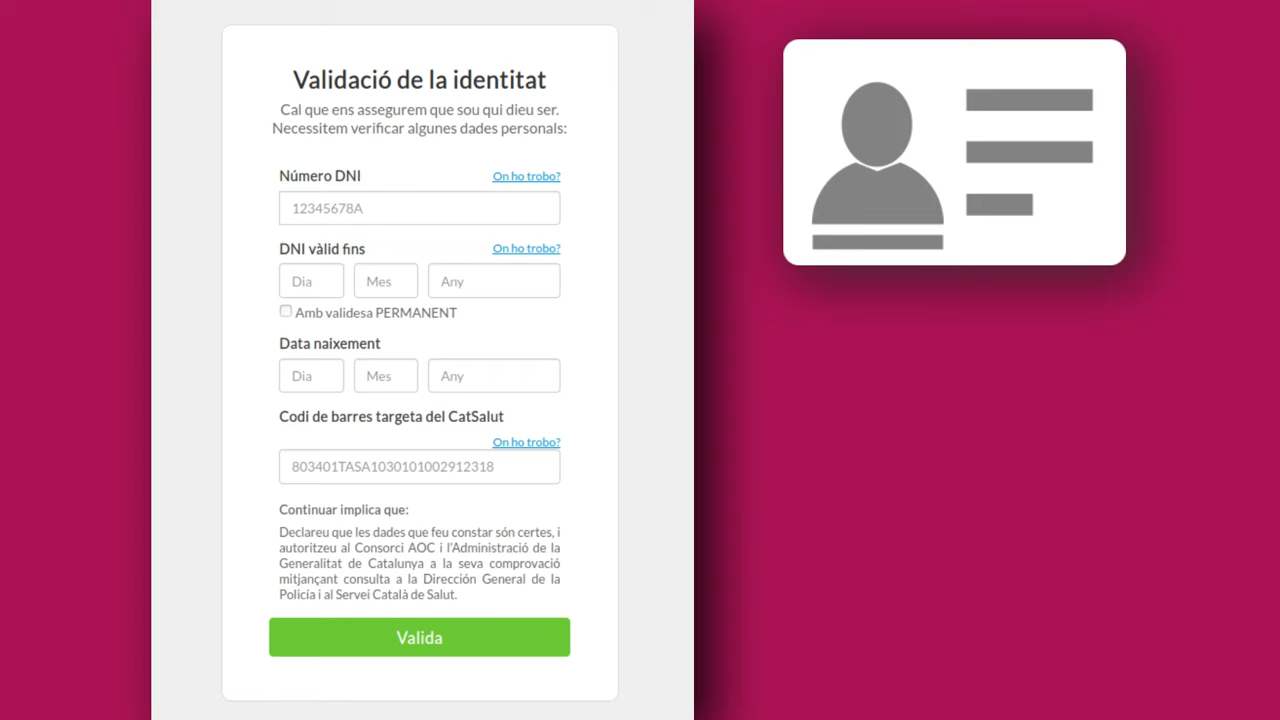 Validació de la identitat
Cal que ens assegurem que sou qui dieu ser.
Necessitem verificar algunes dades personals:
Número DNI
On ho trobo?
12345678A
DNI vàlid fins
On ho trobo?
Dia
Mes
Any
Amb validesa PERMANENT
Data naixement
Dia
Mes
Any
Codi de barres targeta del CatSalut
On ho trobo?
803401TASA1030101002912318
Continuar implica que:
Declareu que les dades que feu constar són certes, i
autoritzeu al Consorci AOC i l'Administració de la
Generalitat de Catalunya a la seva comprovació
mitjançant consulta a la Dirección General de la
Policía i al Servei Català de Salut.
Valida